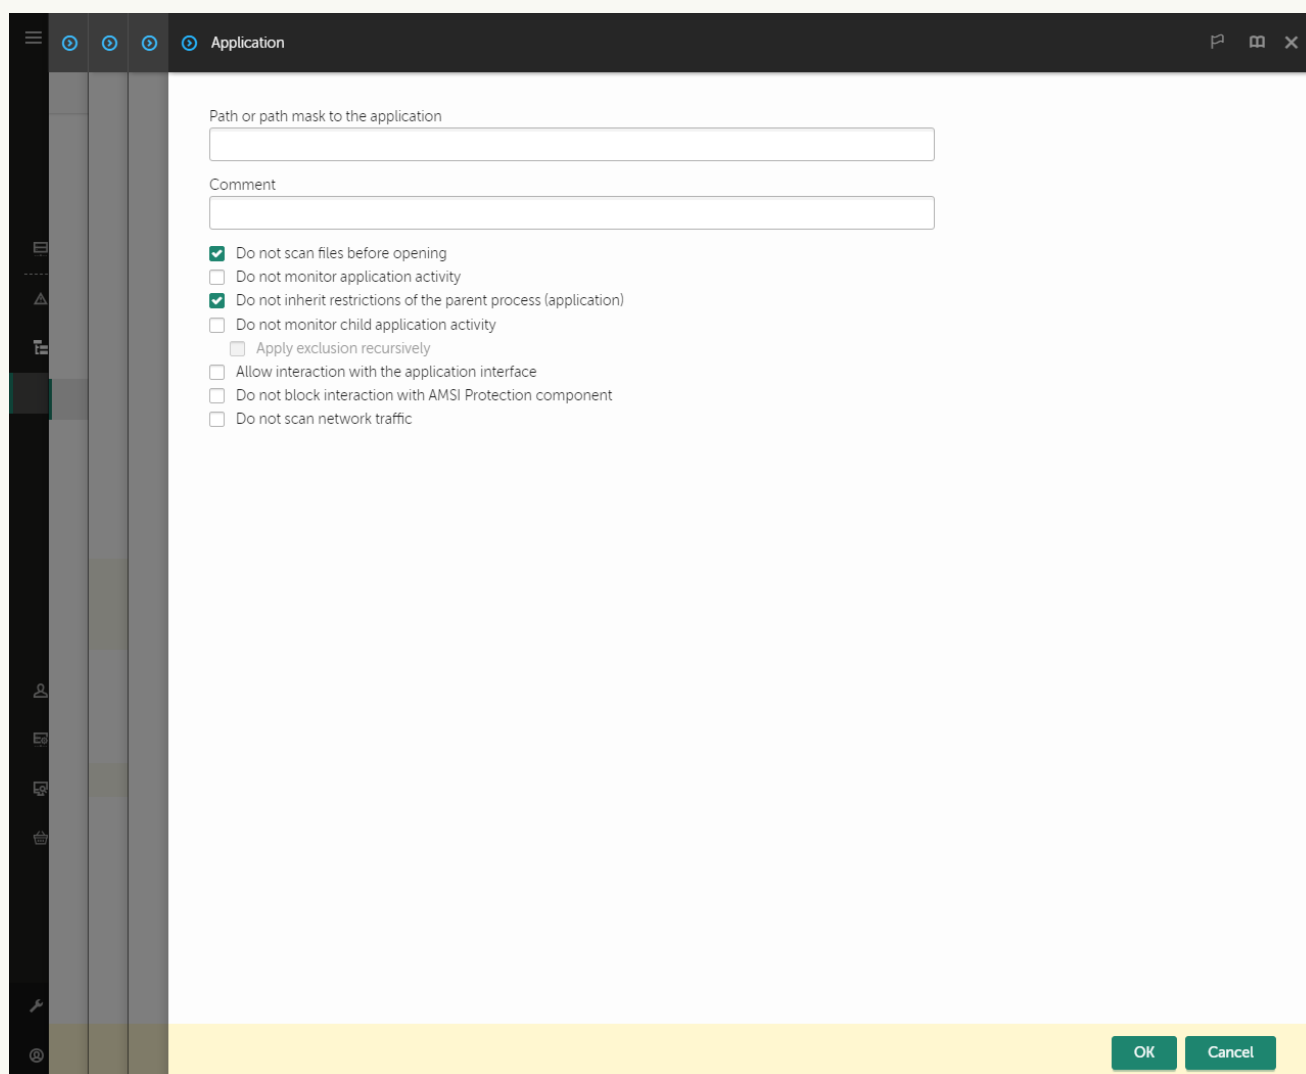 Application
Path or path mask to the application
Comment
Do not scan files before opening
Do not monitor application activity
Do not inherit restrictions of the parent process (application)
Do not monitor child application activity
Apply exclusion recursively
Allow interaction with the application interface
Do not block interaction with AMSI Protection component
Do not scan network traffic
OK Cancel